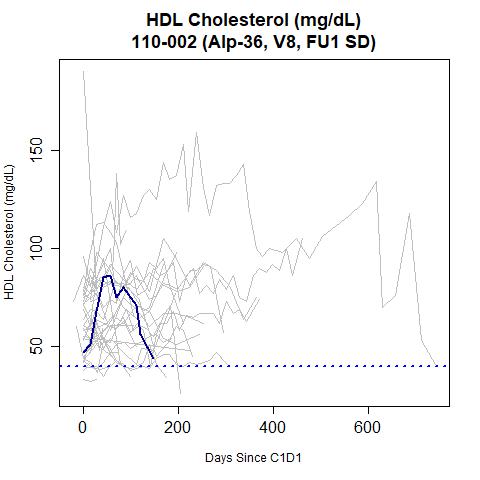 HDL Cholesterol (mg/dL)
110-002 (Alp-36, V8, FU1 SD)
HDL Cholesterol (mg/dL)
150
100
50
0
200
400
600
Days Since C1D1